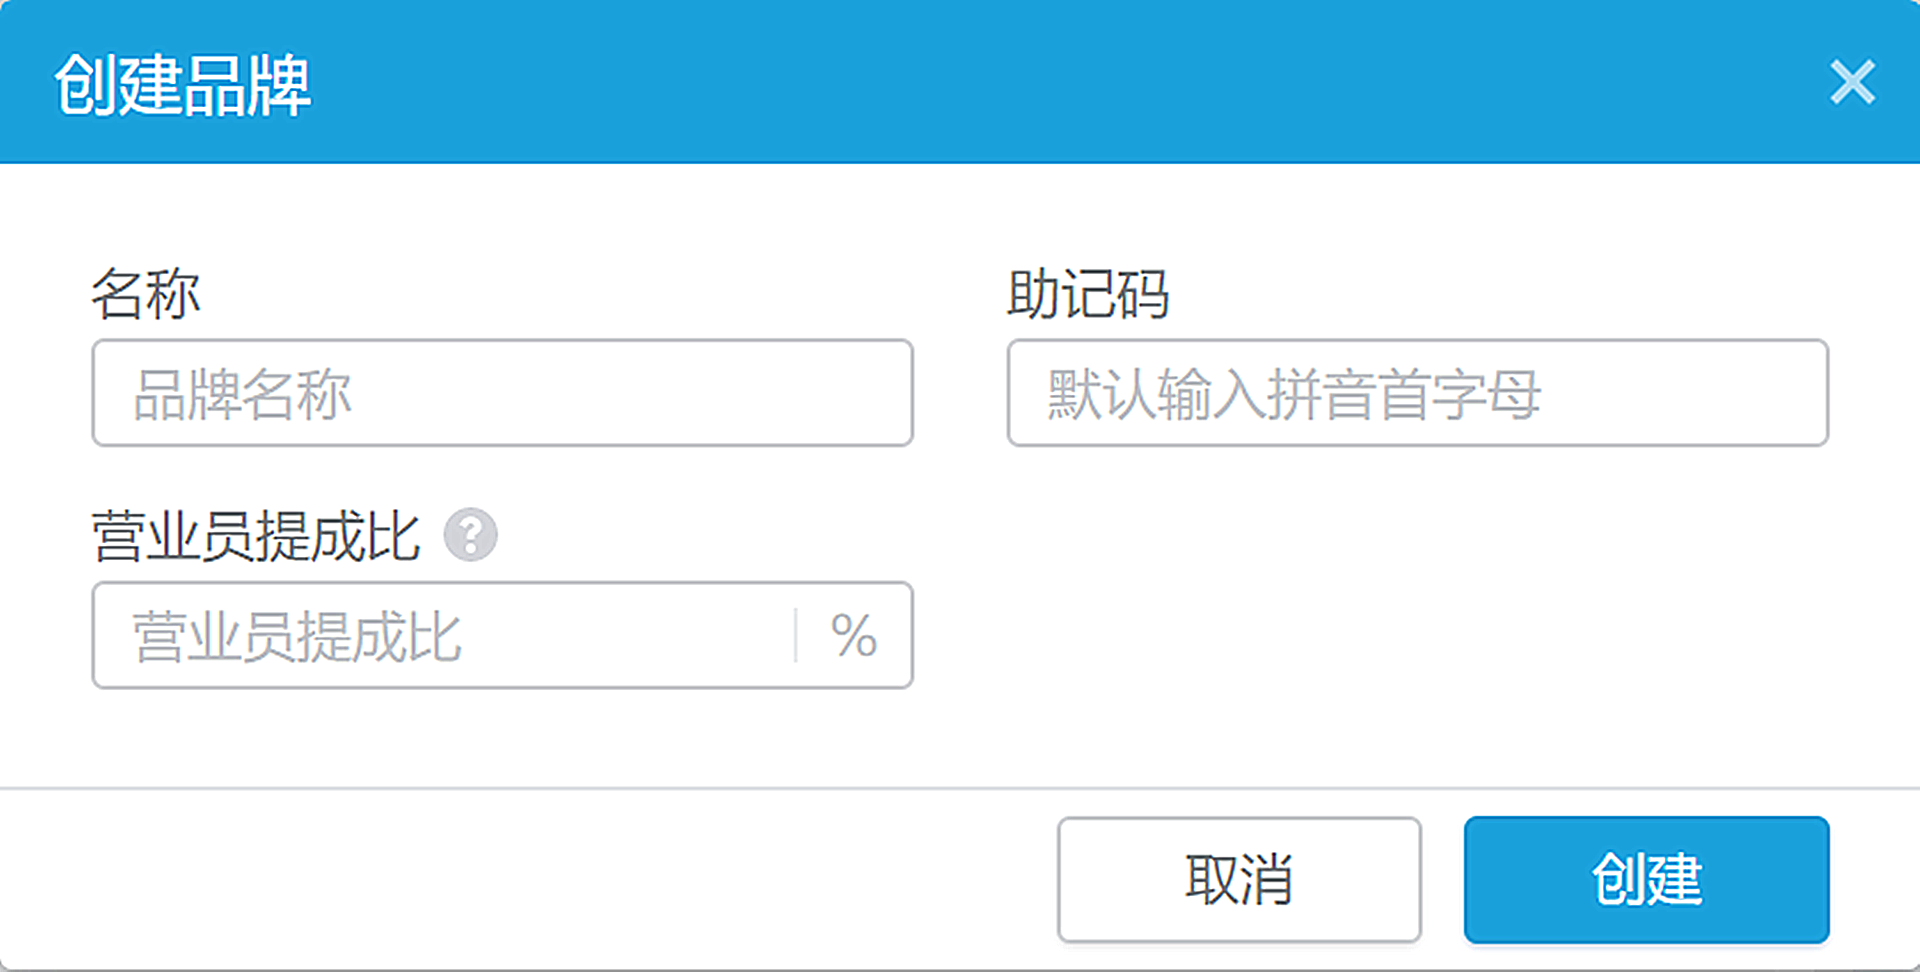 创建品牌
名称
助记码
品牌名称
默认输入拼音首字母
营业员提成比
营业员提成比 %
取消
创建